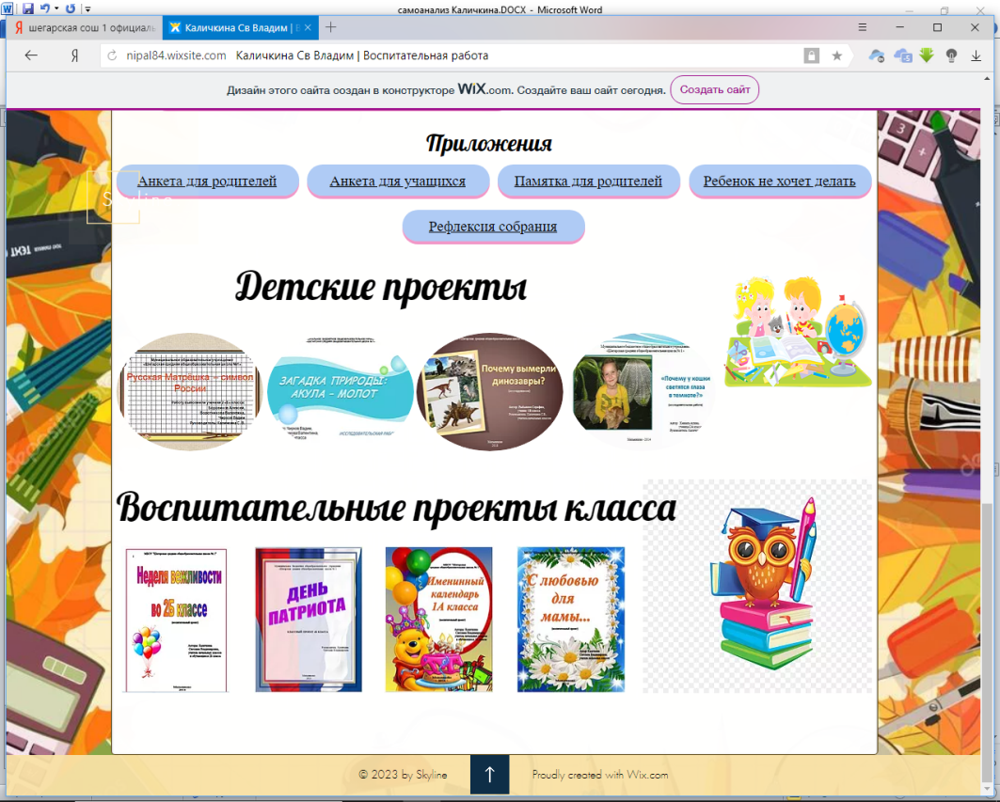 самоанализ Каличкина.DOCX - Microsoft Word
шегарская сош 1 официаль
Каличкина Св Владим | В
nipal84.wixsite.com Каличкина Св Владим | Воспитательная работа
Дизайн этого сайта создан в конструкторе WiX.com. Создайте ваш сайт сегодня. Создать сайт
Приложения
Анкета для родителей
Анкета для учащихся
Памятка для родителей
Ребенок не хочет делать
Skyline
Рефлексия собрания
Детские проекты
Русская Матрёшка – символ
России
ЗАГАДКА ПРИРОДЫ:
АКУЛА – МОЛОТ
ИССЛЕДОВАТЕЛЬСКАЯ РАБОТ
Почему вымерли
динозавры?
«Почему у кошки
светятся глаза
в темноте?»
Воспитательные проекты класса
Неделя вежливости
во 2Б классе
ДЕНЬ
ПАТРИОТА
Именинный
календарь
1А класса
С любовью
для
мамы...
© 2023 by Skyline
Proudly created with Wix.com